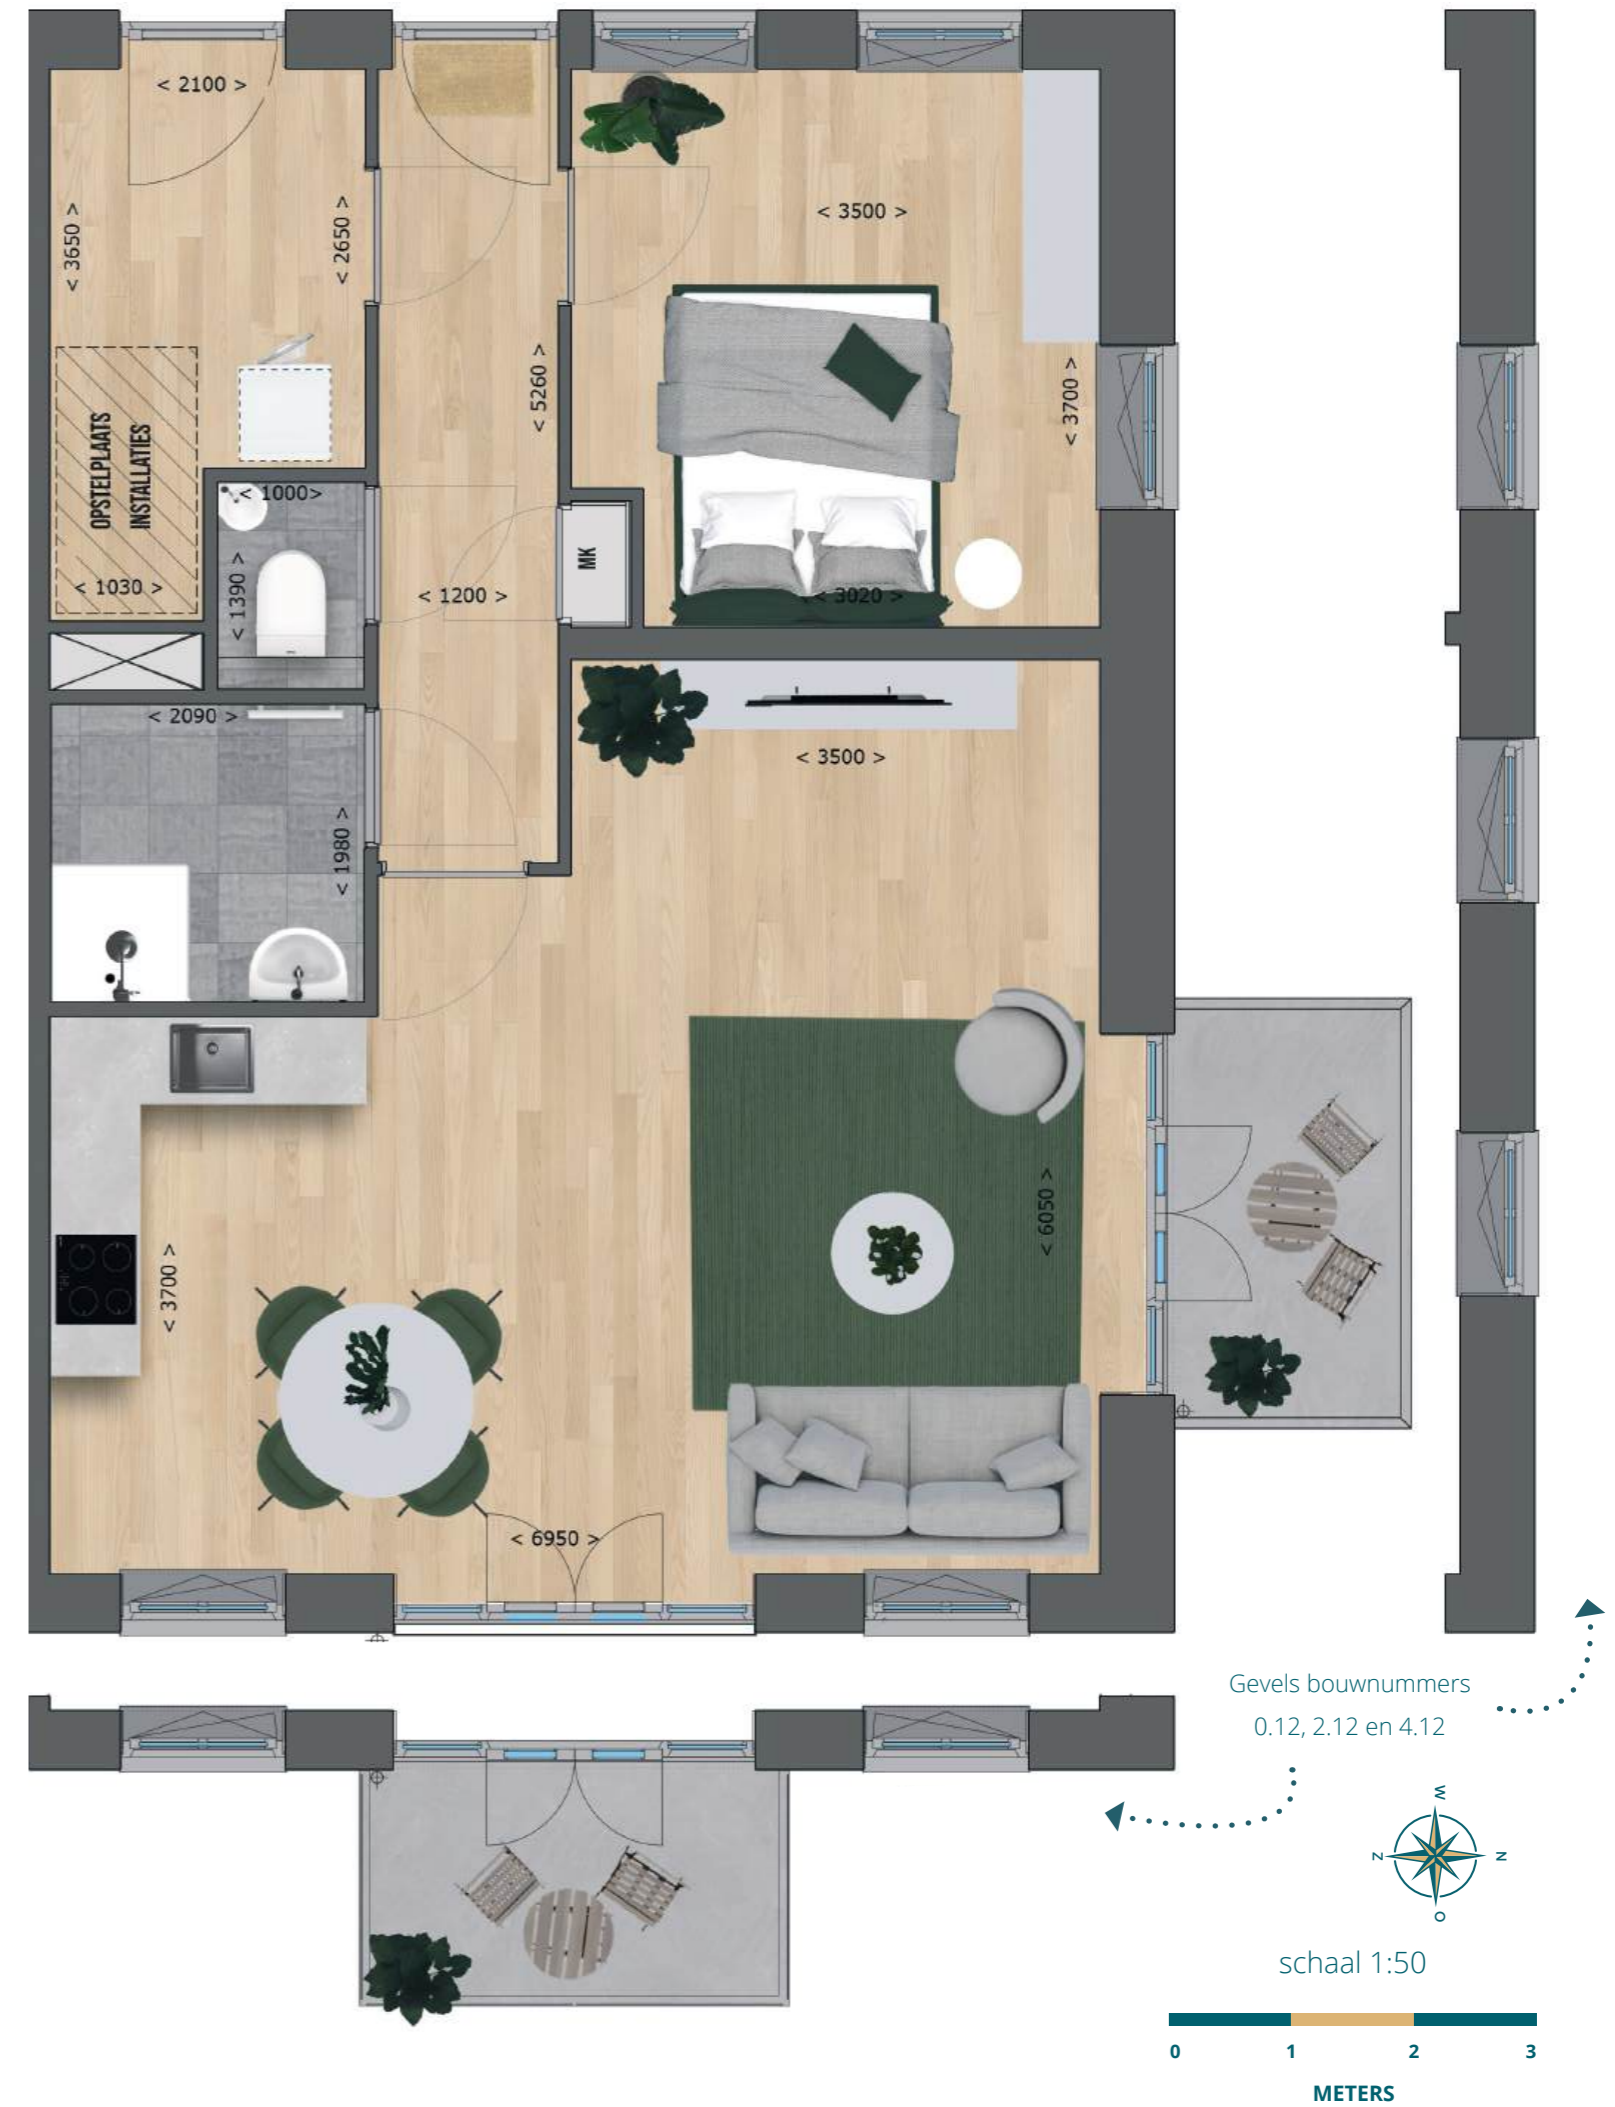 < 2100 >
< 3650 >
< 2650 >
< 3500 >
< 5260 >
< 3700 >
OPSTELPLAATS
INSTALLATIES
< 1000>
MK
< 1030 >
< 1390 >
< 1200 >
< 3020 >
< 2090 >
< 3500 >
< 1980 >
< 6050 >
< 3700 >
< 6950 >
Gevels bouwnummers
0.12, 2.12 en 4.12
W
Z
N
O
schaal 1:50
0 1 2 3
METERS